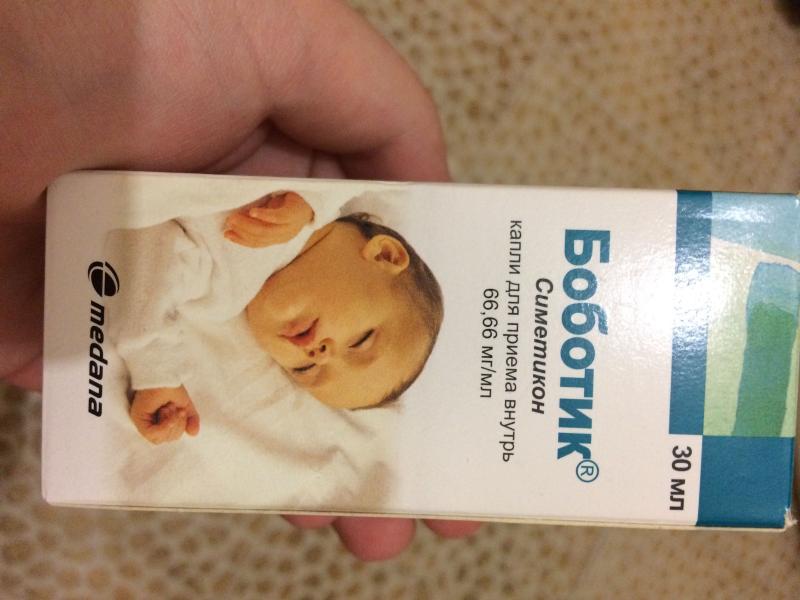 30 мл
Боботик®
Симетикон
капли для приема внутрь
66,66 мг/мл
medana